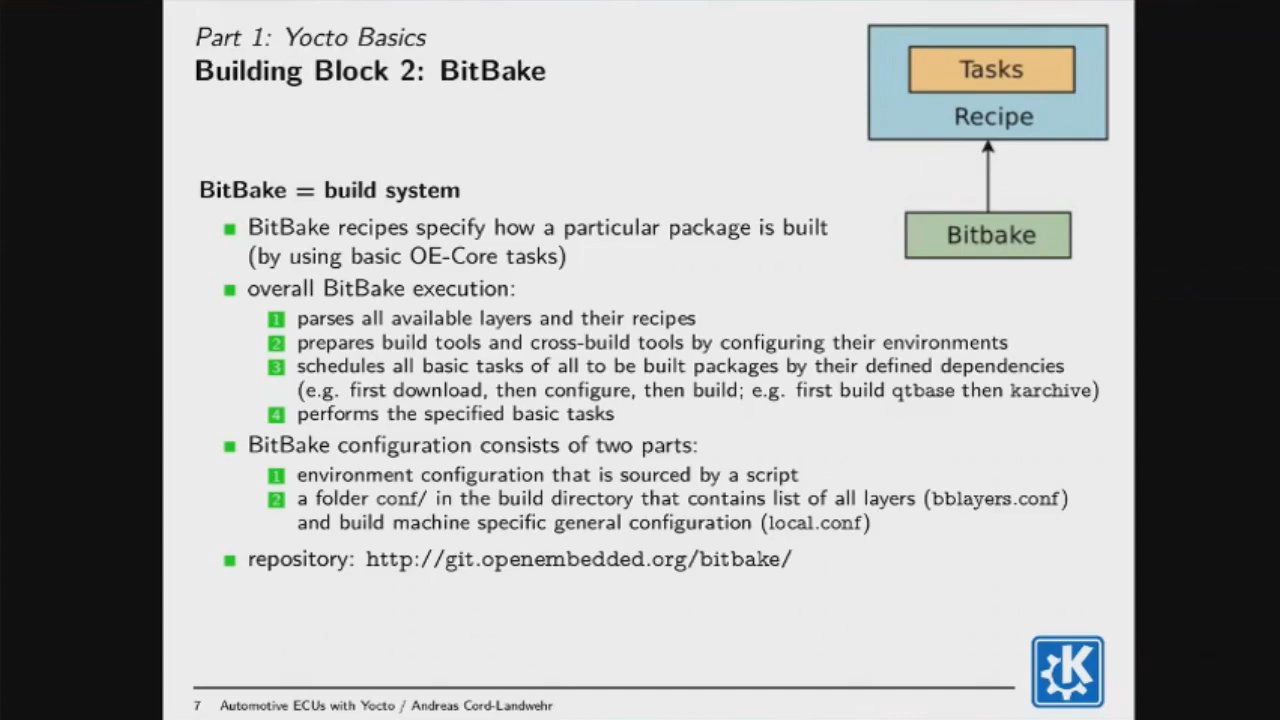 Part 1: Yocto Basics
Building Block 2: BitBake
Tasks
Recipe
Bitbake
BitBake = build system
BitBake recipes specify how a particular package is built
(by using basic OE-Core tasks)
overall BitBake execution:
1 parses all available layers and their recipes
2 prepares build tools and cross-build tools by configuring their environments
3 schedules all basic tasks of all to be built packages by their defined dependencies
(e.g. first download, then configure, then build; e.g. first build qtbase then karchive)
4 performs the specified basic tasks
BitBake configuration consists of two parts:
1 environment configuration that is sourced by a script
2 a folder conf/ in the build directory that contains list of all layers (bblayers.conf)
and build machine specific general configuration (local.conf)
repository: http://git.openembedded.org/bitbake/
K
7 Automotive ECUs with Yocto / Andreas Cord-Landwehr